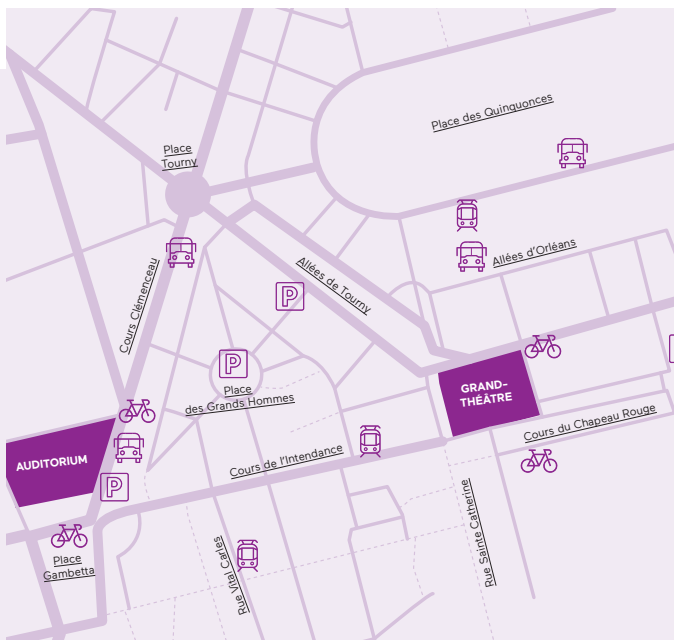 Place des Quinquonces
Place
Tourny
Allées d'Orléans
Cours Clémenceau
Allées de Tourny
P
P
Place
des Grands Hommes
GRAND-
THÉÂTRE
Cours du Chapeau Rouge
AUDITORIUM
Cours de l'Intendance
P
Rue Sainte Catherine
Rue Vital Carles
Place
Gambetta